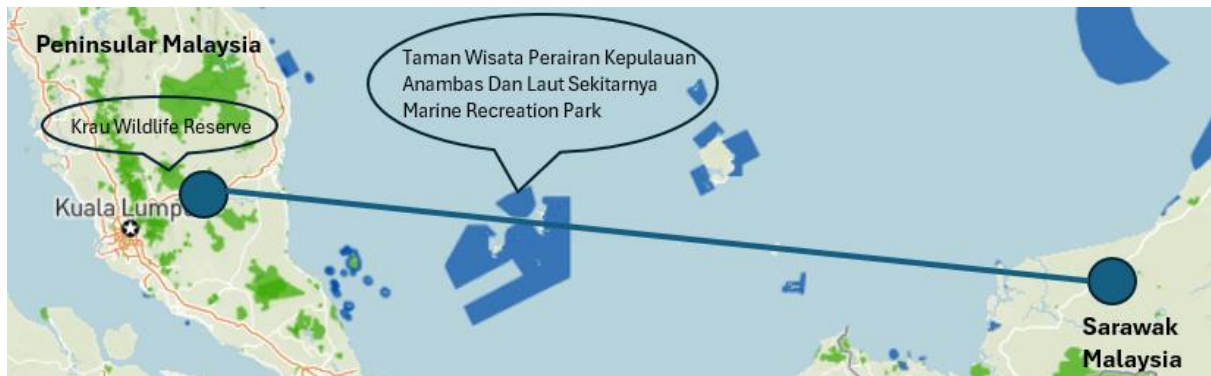 Peninsular Malaysia
Taman Wisata Perairan Kepulauan
Anambas Dan Laut Sekitarnya
Marine Recreation Park
Krau Wildlife Reserve
Kuala Lump
Sarawak
Malaysia